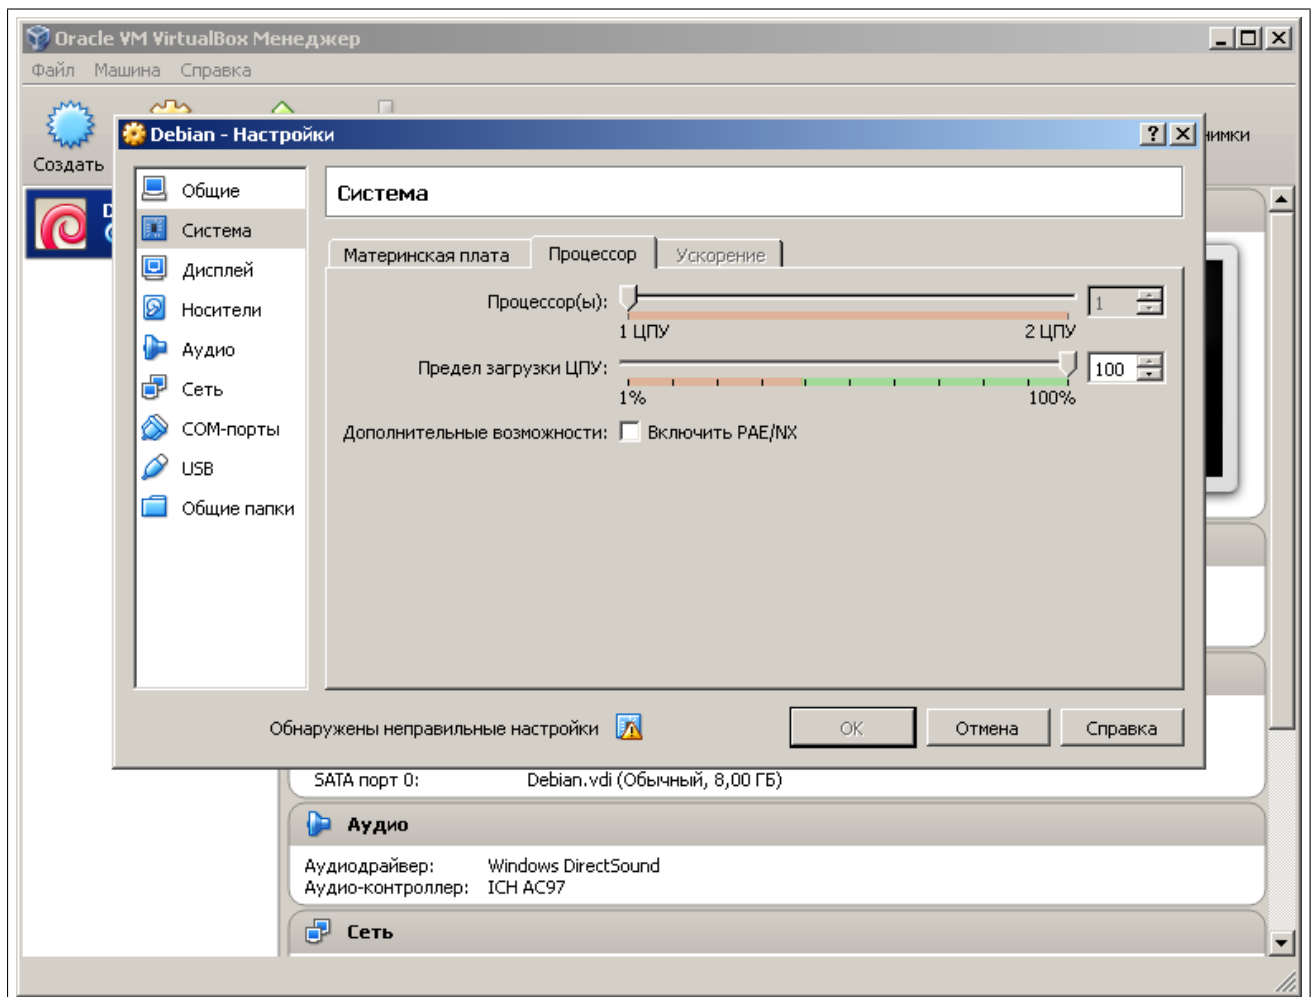 Oracle VM VirtualBox Менеджер
Файл Машина Справка
Создать
Debian - Настройки
Общие
Система
Дисплей
Носители
Аудио
Сеть
COM-порты
USB
Общие папки
Система
Материнская плата Процессор Ускорение
Процессор(ы): 1
1 ЦПУ 2 ЦПУ
Предел загрузки ЦПУ: 100
1% 100%
Дополнительные возможности: Включить PAE/NX
Обнаружены неправильные настройки OK Отмена Справка
SATA порт 0: Debian.vdi (Обычный, 8,00 ГБ)
Аудио
Аудиодрайвер: Windows DirectSound
Аудио-контроллер: ICH AC97
Сеть